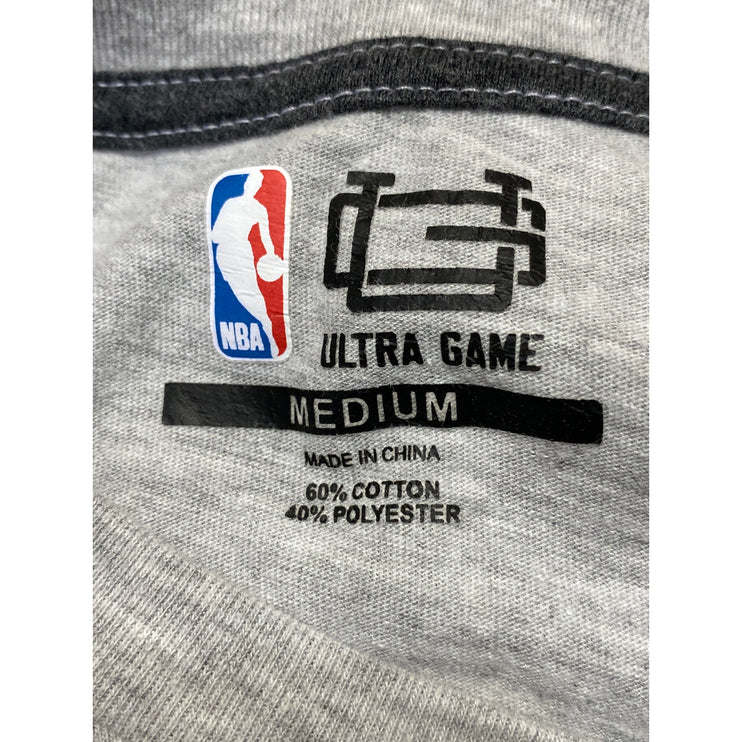 NBA
ULTRA GAME
MEDIUM
MADE IN CHINA
60% COTTON
40% POLYESTER